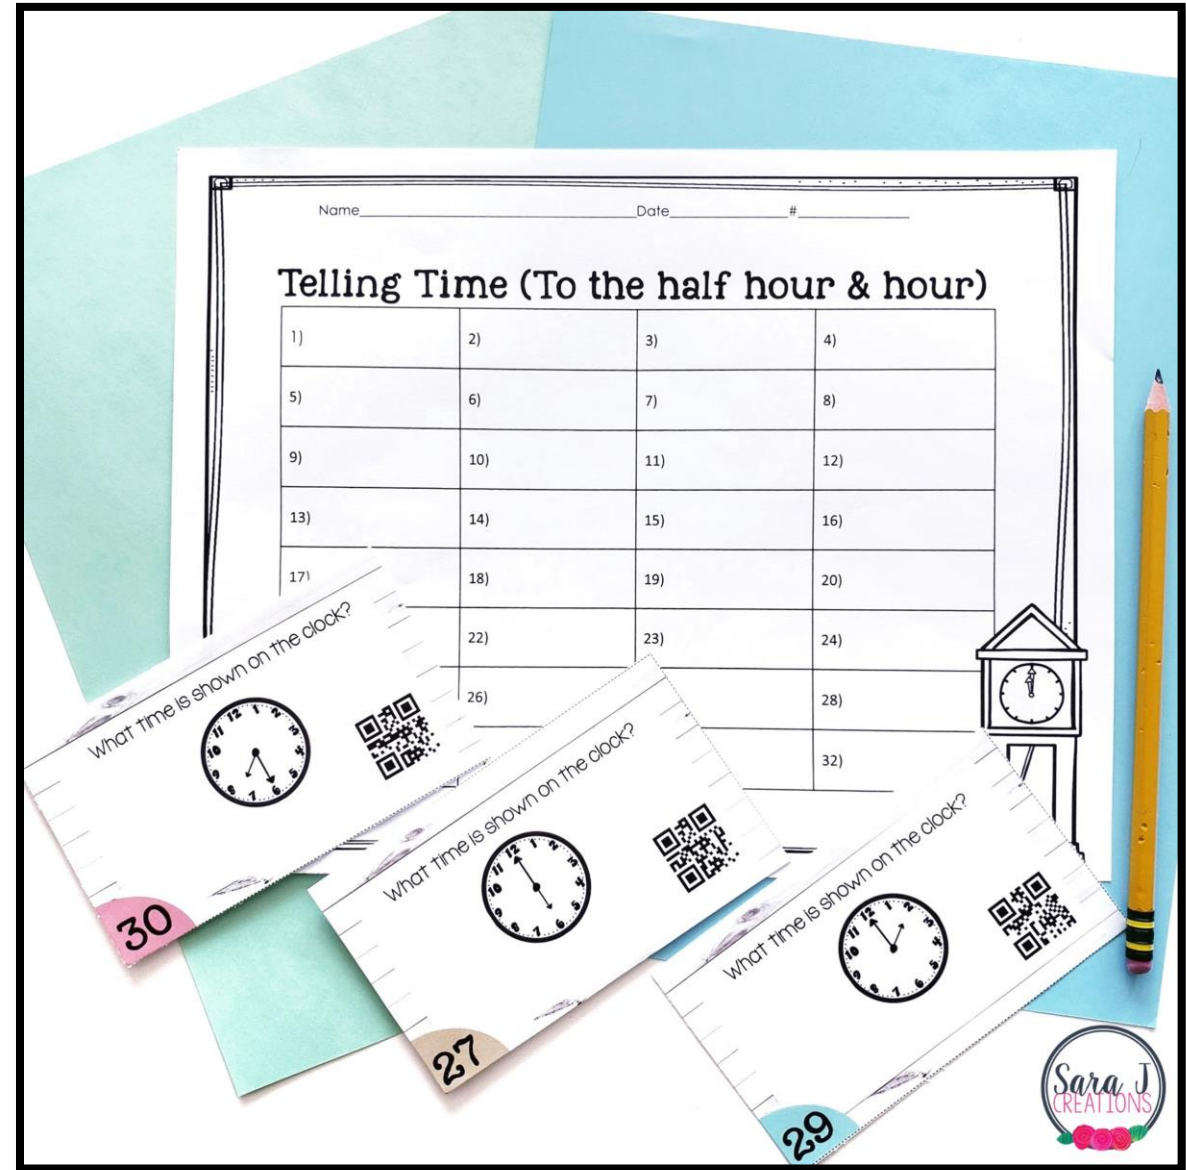 Name Date #
Telling Time (To the half hour & hour)
1) 2) 3) 4)
5) 6) 7) 8)
9) 10) 11) 12)
13) 14) 15) 16)
17) 18) 19) 20)
22) 23) 24)
26) 28)
32)
What time is shown on the clock?
30
What time is shown on the clock?
27
What time is shown on the clock?
29
Sara J
CREATIONS